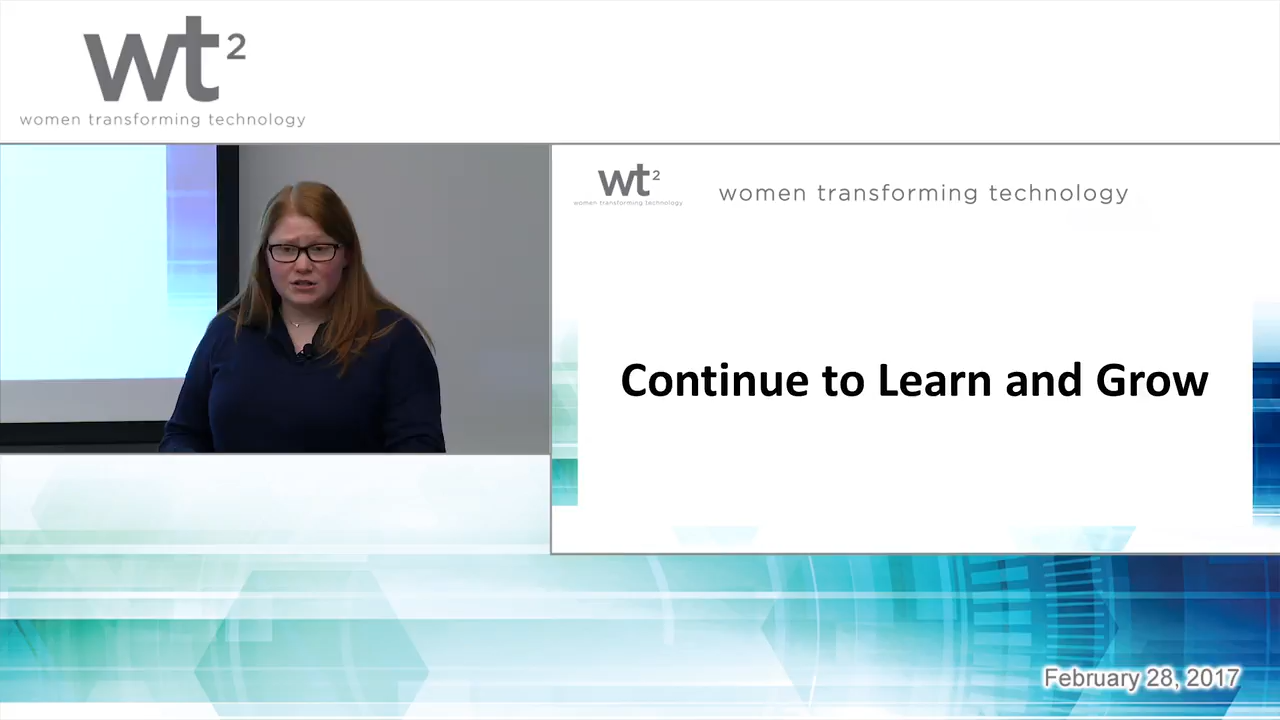 wt2
women transforming technology
wt2
women transforming technology
women transforming technology
Continue to Learn and Grow
February 28, 2017